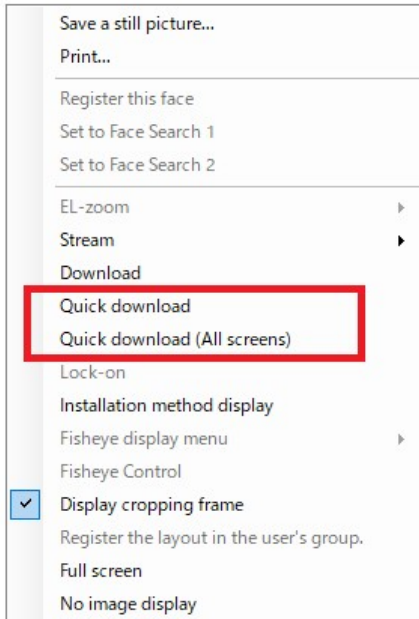 Save a still picture...
Print...
Register this face
Set to Face Search 1
Set to Face Search 2
EL-zoom
Stream
Download
Quick download
Quick download (All screens)
Lock-on
Installation method display
Fisheye display menu
Fisheye Control
Display cropping frame
Register the layout in the user's group.
Full screen
No image display